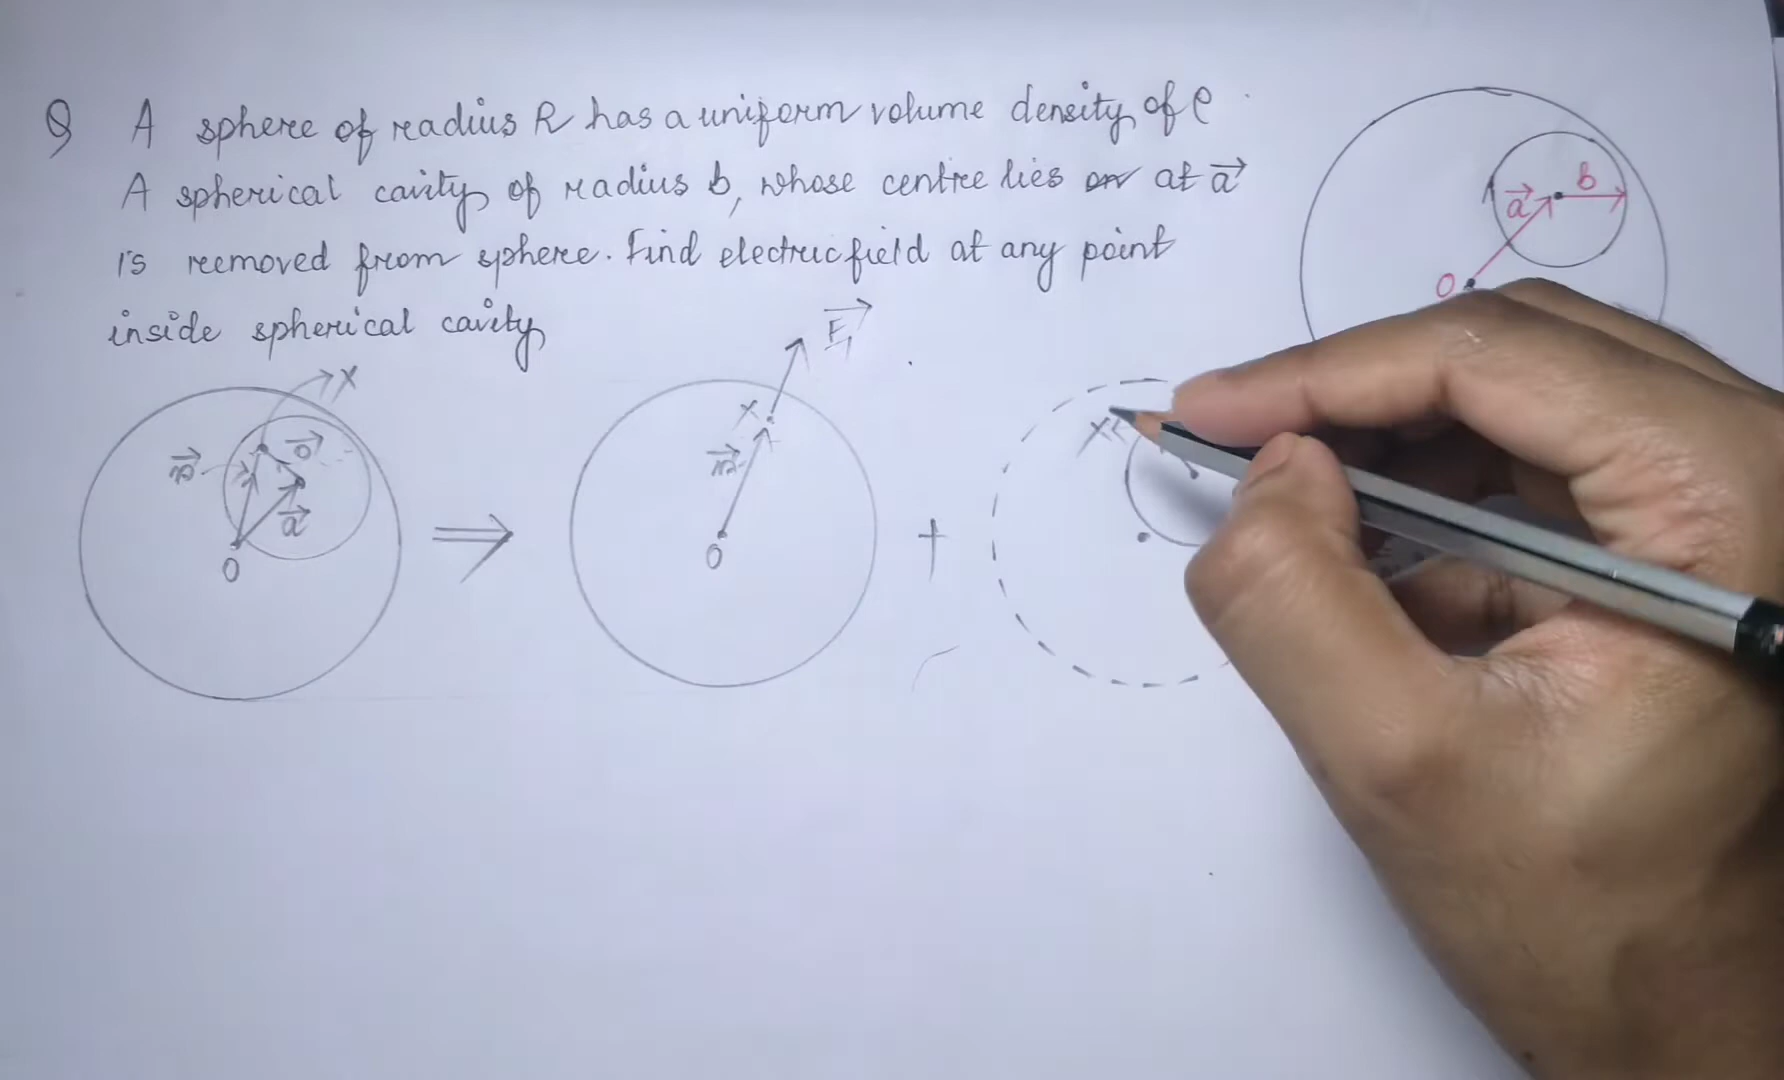 Q A sphere of radius R has a uniform volume density of ρ
A spherical cavity of radius b, whose centre lies on at a⃗
is removed from sphere. Find electric field at any point
inside spherical cavity
a⃗ b
O
E⃗₁
X
a⃗
O
⇒
X
O
+
X